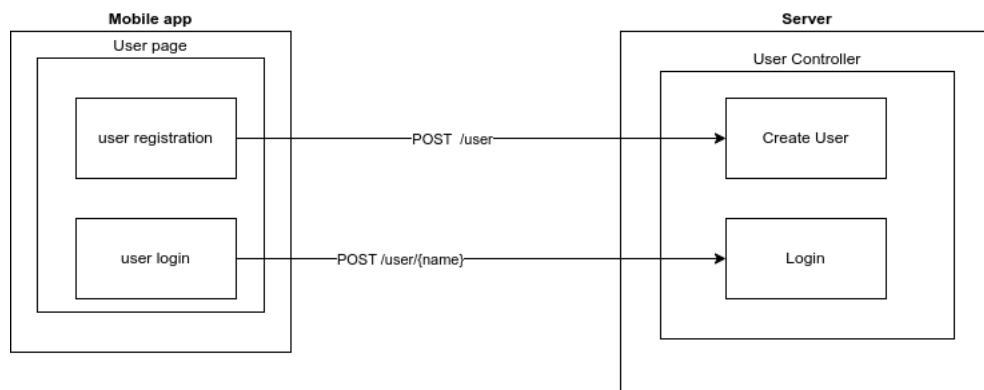 Mobile app
Server
User page
User Controller
user registration
POST /user
Create User
user login
POST /user/{name}
Login